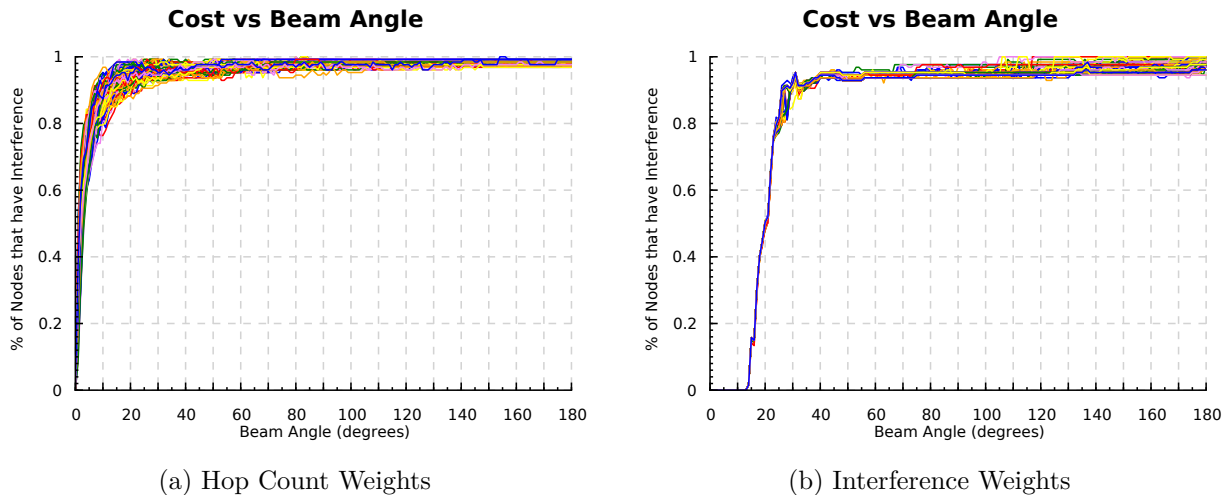 Cost vs Beam Angle
% of Nodes that have Interference
1
0.8
0.6
0.4
0.2
0
0 20 40 60 80 100 120 140 160 180
Beam Angle (degrees)
(a) Hop Count Weights
Cost vs Beam Angle
% of Nodes that have Interference
1
0.8
0.6
0.4
0.2
0
0 20 40 60 80 100 120 140 160 180
Beam Angle (degrees)
(b) Interference Weights